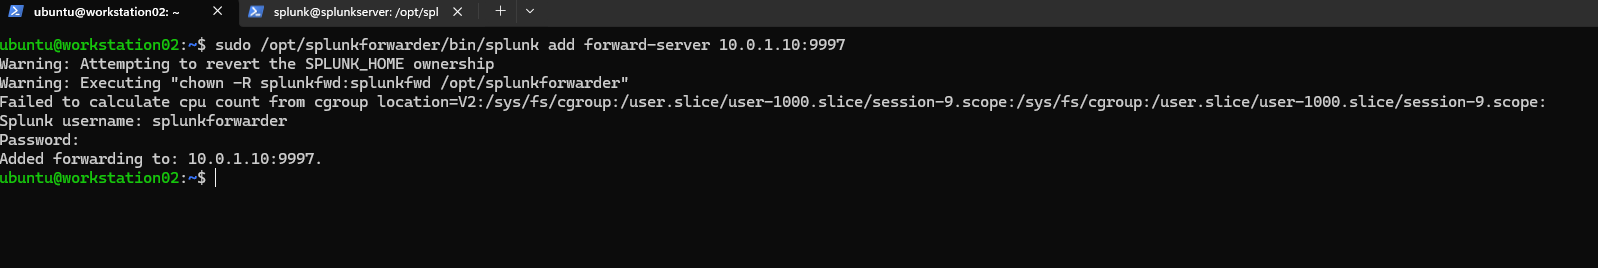 ubuntu@workstation02: ~
splunk@splunkserver: /opt/spl
ubuntu@workstation02:~$ sudo /opt/splunkforwarder/bin/splunk add forward-server 10.0.1.10:9997
Warning: Attempting to revert the SPLUNK_HOME ownership
Warning: Executing "chown -R splunkfwd:splunkfwd /opt/splunkforwarder"
Failed to calculate cpu count from cgroup location=V2:/sys/fs/cgroup:/user.slice/user-1000.slice/session-9.scope:/sys/fs/cgroup:/user.slice/user-1000.slice/session-9.scope:
Splunk username: splunkforwarder
Password:
Added forwarding to: 10.0.1.10:9997.
ubuntu@workstation02:~$